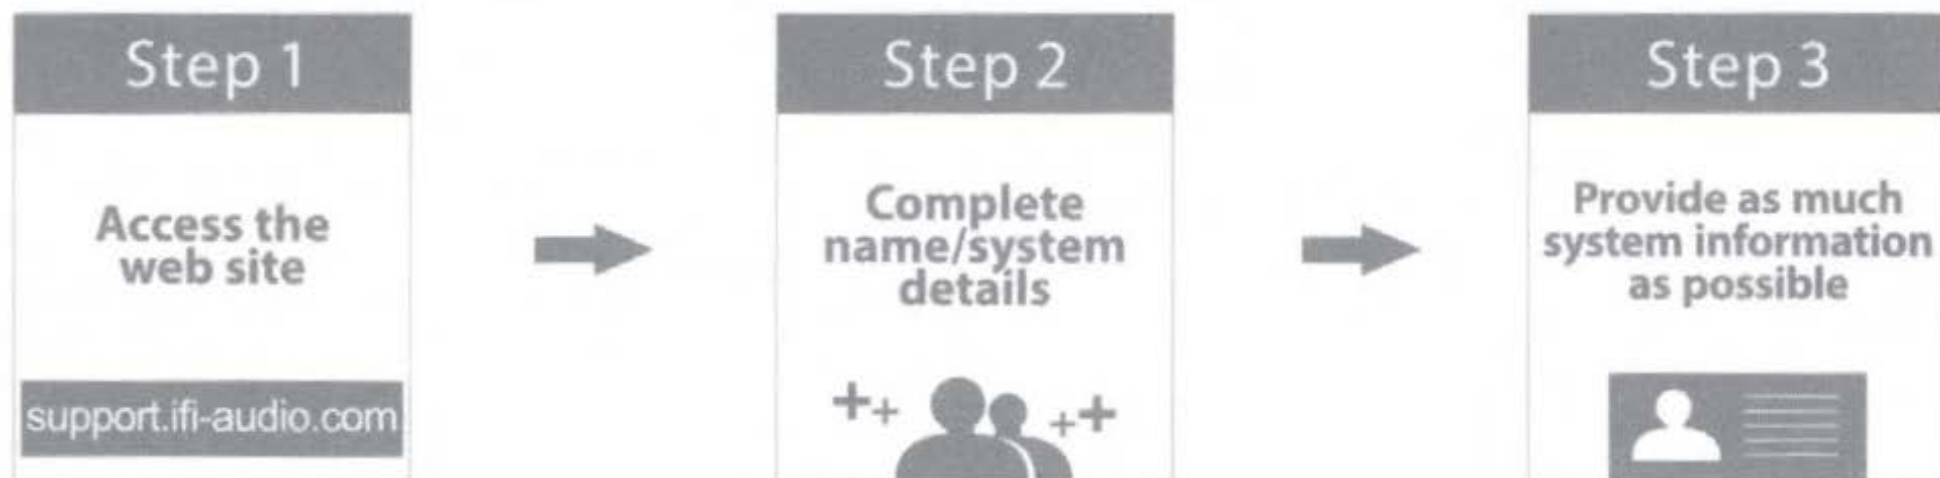 Step 1
Access the
web site
support.ifi-audio.com
Step 2
Complete
name/system
details
Step 3
Provide as much
system information
as possible